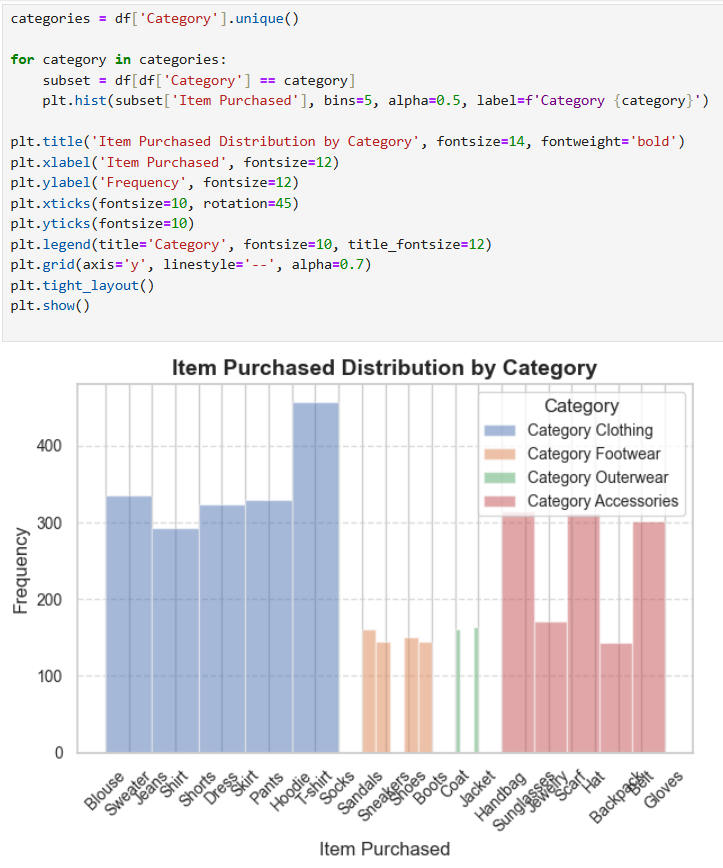 categories = df['Category'].unique()
for category in categories:
    subset = df[df['Category'] == category]
    plt.hist(subset['Item Purchased'], bins=5, alpha=0.5, label=f'Category {category}')
plt.title('Item Purchased Distribution by Category', fontsize=14, fontweight='bold')
plt.xlabel('Item Purchased', fontsize=12)
plt.ylabel('Frequency', fontsize=12)
plt.xticks(fontsize=10, rotation=45)
plt.yticks(fontsize=10)
plt.legend(title='Category', fontsize=10, title_fontsize=12)
plt.grid(axis='y', linestyle='--', alpha=0.7)
plt.tight_layout()
plt.show()
Item Purchased Distribution by Category
Category
Category Clothing
Category Footwear
Category Outerwear
Category Accessories
Frequency
400
300
200
100
0
Blouse
Sweater
Jeans
Shirt
Shorts
Dress
Skirt
Pants
Hoodie
T-shirt
Socks
Sandals
Sneakers
Shoes
Boots
Coat
Jacket
Handbag
Sunglasses
Jewelry
Scarf
Hat
Backpack
Belt
Gloves
Item Purchased